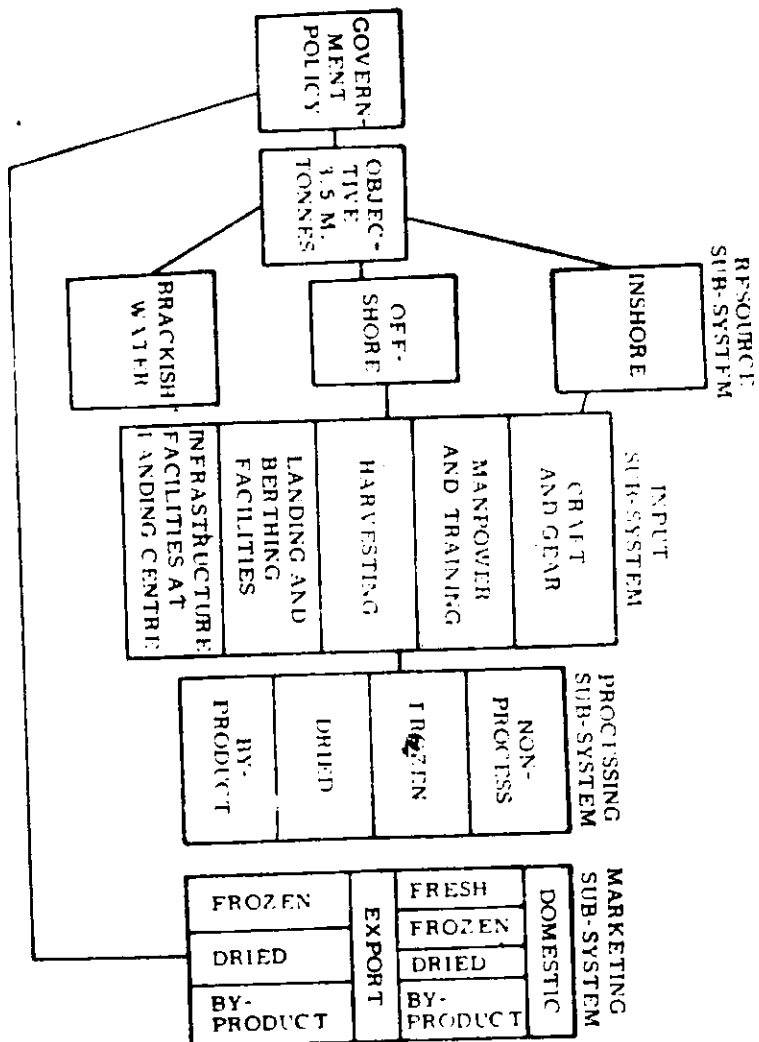 GOVERN-
MENT
POLICY
OBJEC-
TIVE
3.5 M.
TONNES
RESOURCE
SUB-SYSTEM
INSHORE
OFF-
SHORE
BRACKISH
WATER
INPUT
SUB-SYSTEM
CRAFT
AND GEAR
MANPOWER
AND TRAINING
HARVESTING
LANDING AND
BERTHING
FACILITIES
INFRASTRUCTURE
FACILITIES AT
LANDING CENTRE
PROCESSING
SUB-SYSTEM
NON-
PROCESS
FROZEN
DRIED
BY-
PRODUCT
MARKETING
SUB-SYSTEM
DOMESTIC
FRESH
FROZEN
DRIED
BY-
PRODUCT
EXPORT
FROZEN
DRIED
BY-
PRODUCT